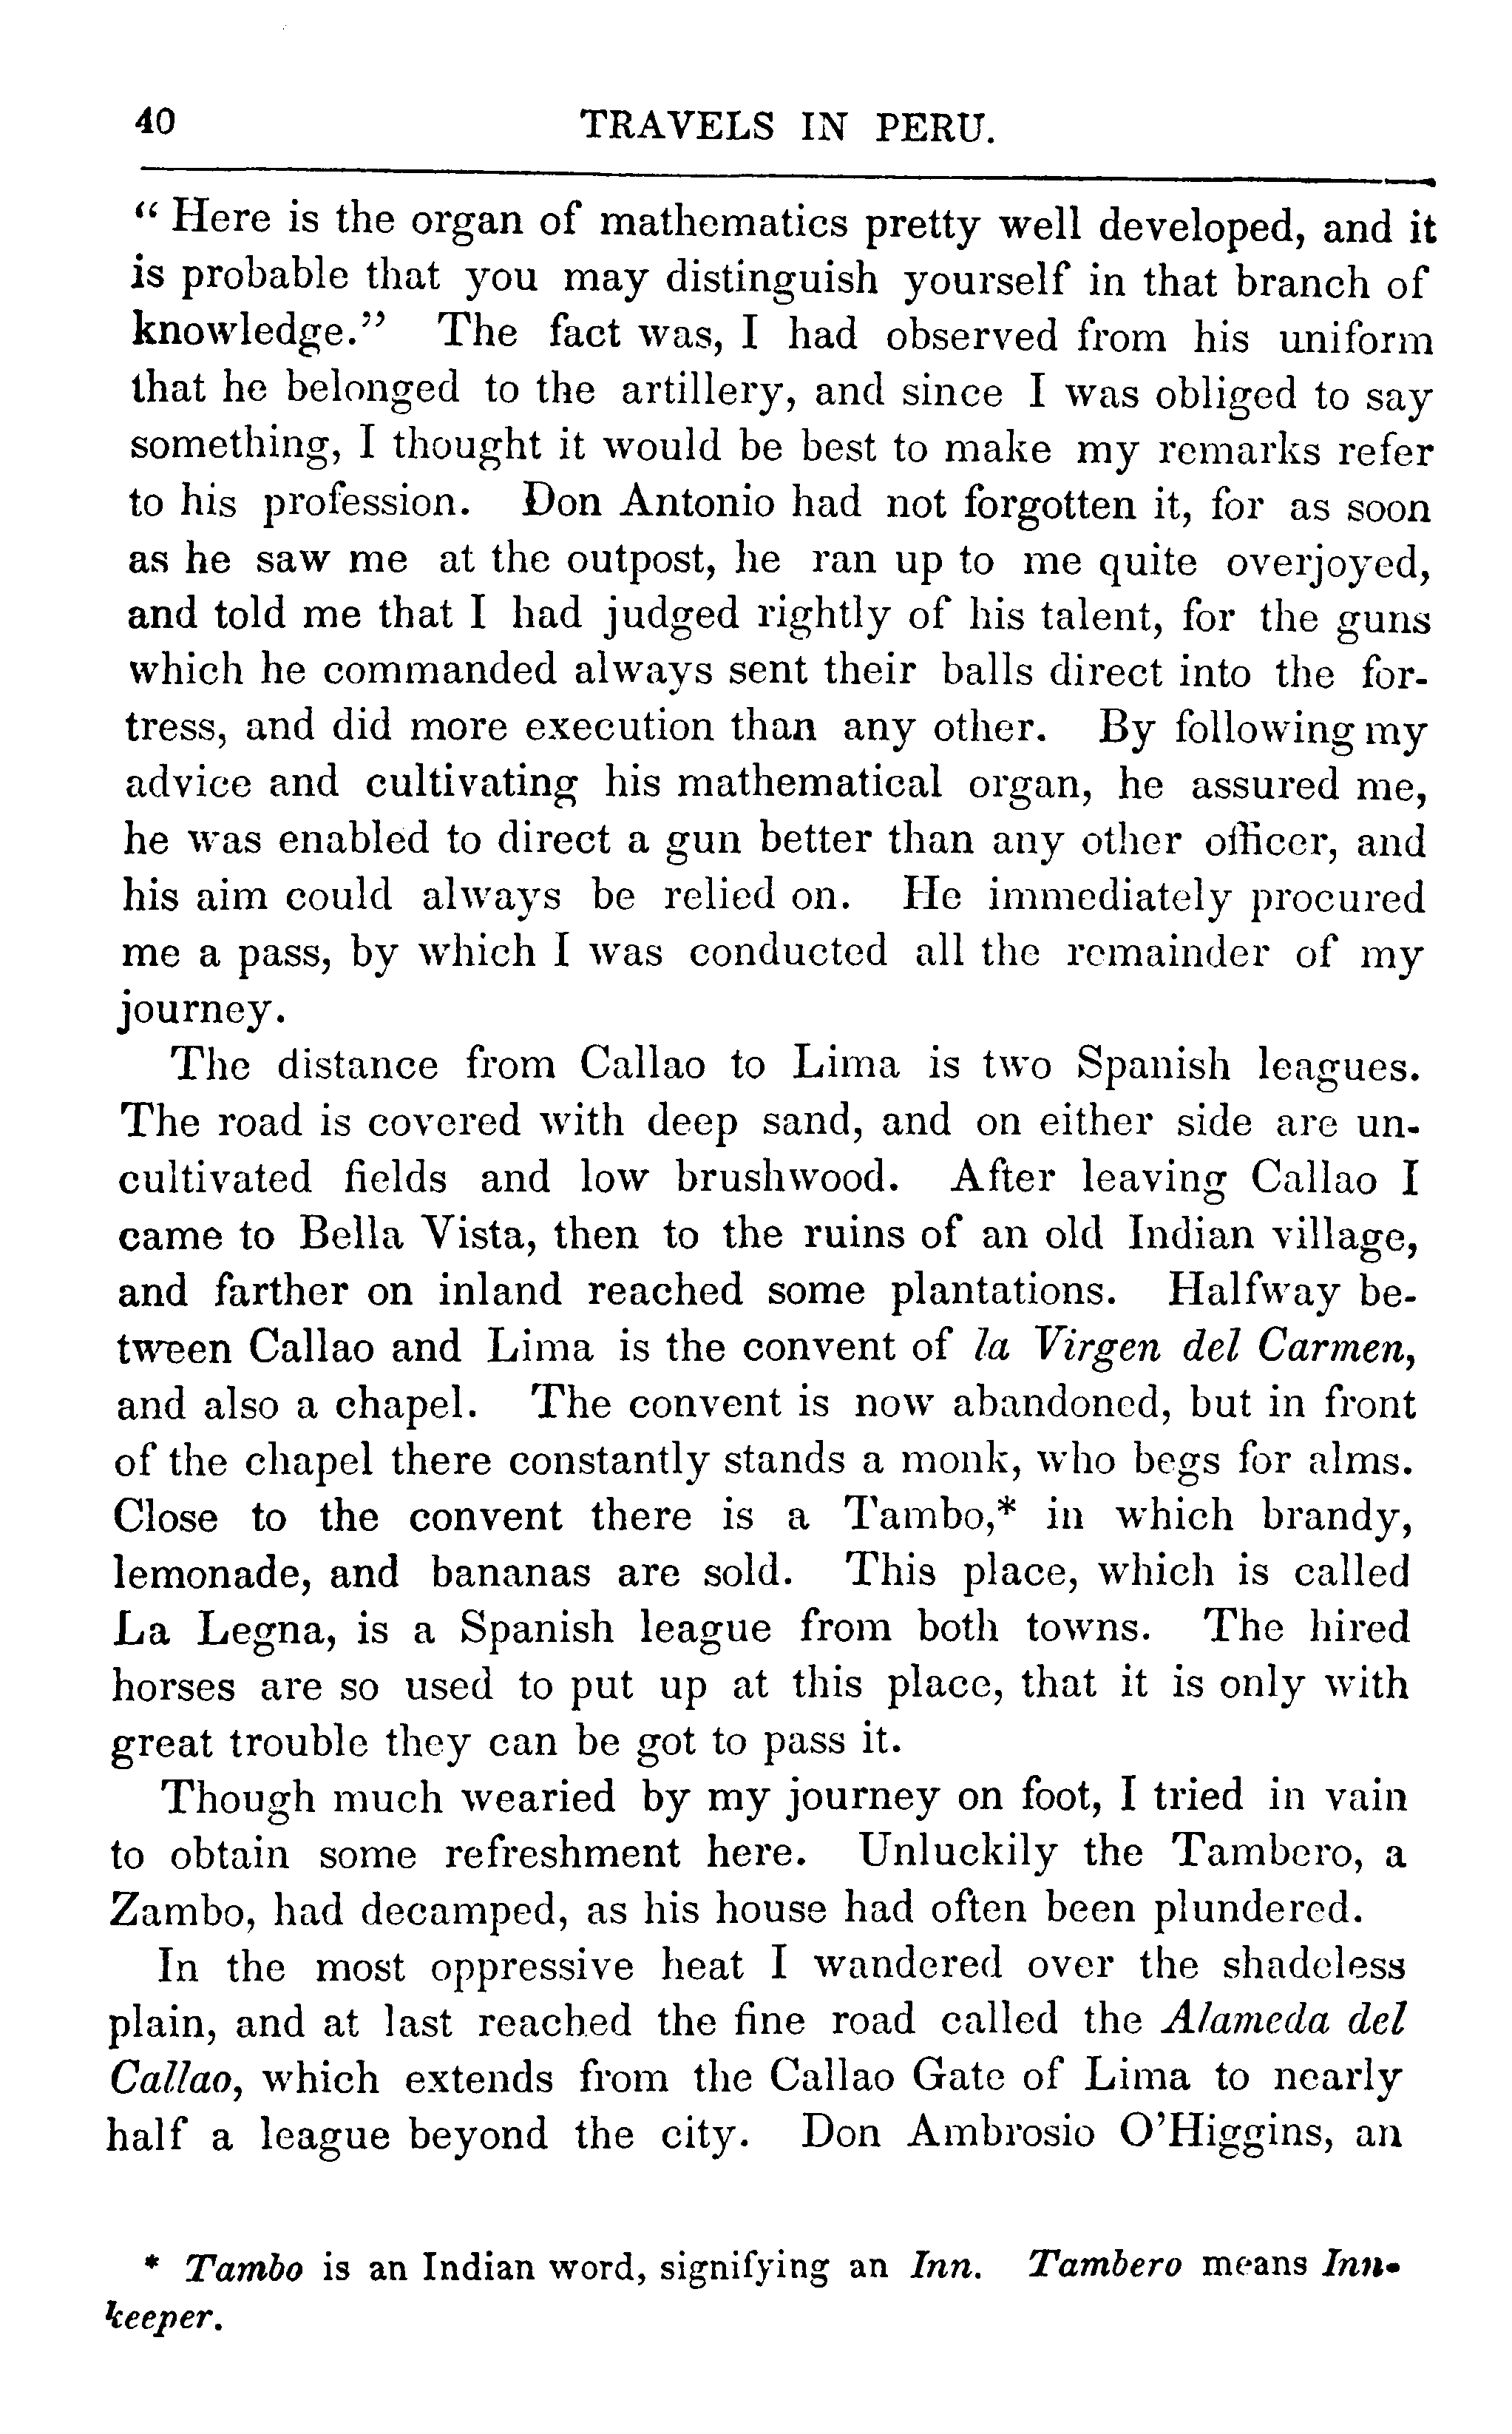 40 TRAVELS IN PERU.
“ Here is the organ of mathematics pretty well developed, and it
is probable that you may distinguish yourself in that branch of
knowledge.” The fact was, I had observed from his uniform
that he belonged to the artillery, and since I was obliged to say
something, I thought it would be best to make my remarks refer
to his profession. Don Antonio had not forgotten it, for as soon
as he saw me at the outpost, he ran up to me quite overjoyed,
and told me that I had judged rightly of his talent, for the guns
which he commanded always sent their balls direct into the for-
tress, and did more execution than any other. By following my
advice and cultivating his mathematical organ, he assured me,
he was enabled to direct a gun better than any other officer, and
his aim could always be relied on. He immediately procured
me a pass, by which I was conducted all the remainder of my
journey.
The distance from Callao to Lima is two Spanish leagues.
The road is covered with deep sand, and on either side are un-
cultivated fields and low brushwood. After leaving Callao I
came to Bella Vista, then to the ruins of an old Indian village,
and farther on inland reached some plantations. Halfway be-
tween Callao and Lima is the convent of la Virgen del Carmen,
and also a chapel. The convent is now abandoned, but in front
of the chapel there constantly stands a monk, who begs for alms.
Close to the convent there is a Tambo,* in which brandy,
lemonade, and bananas are sold. This place, which is called
La Legna, is a Spanish league from both towns. The hired
horses are so used to put up at this place, that it is only with
great trouble they can be got to pass it.
Though much wearied by my journey on foot, I tried in vain
to obtain some refreshment here. Unluckily the Tambero, a
Zambo, had decamped, as his house had often been plundered.
In the most oppressive heat I wandered over the shadeless
plain, and at last reached the fine road called the Alameda del
Callao, which extends from the Callao Gate of Lima to nearly
half a league beyond the city. Don Ambrosio O’Higgins, an
* Tambo is an Indian word, signifying an Inn. Tambero means Inn-
keeper.